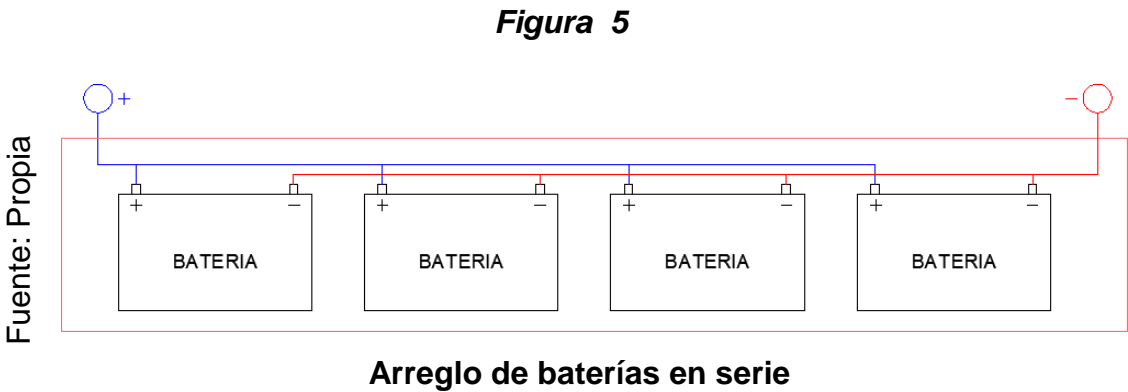 Figura 5
+ −
Fuente: Propia
+ − + − + − + −
BATERIA BATERIA BATERIA BATERIA
Arreglo de baterías en serie